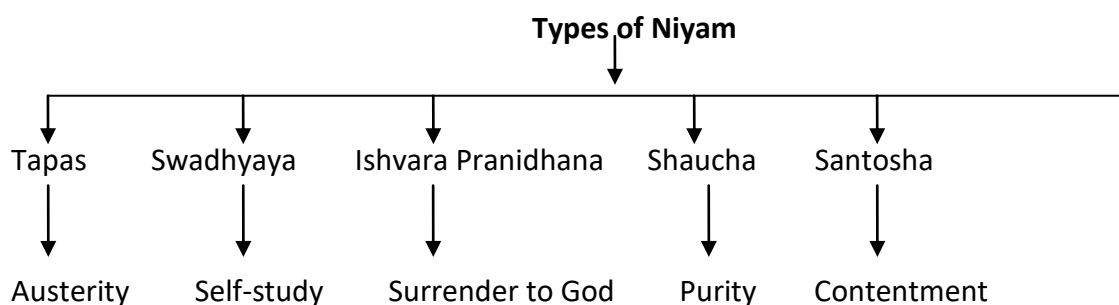 Types of Niyam
Tapas Swadhyaya Ishvara Pranidhana Shaucha Santosha
Austerity Self-study Surrender to God Purity Contentment